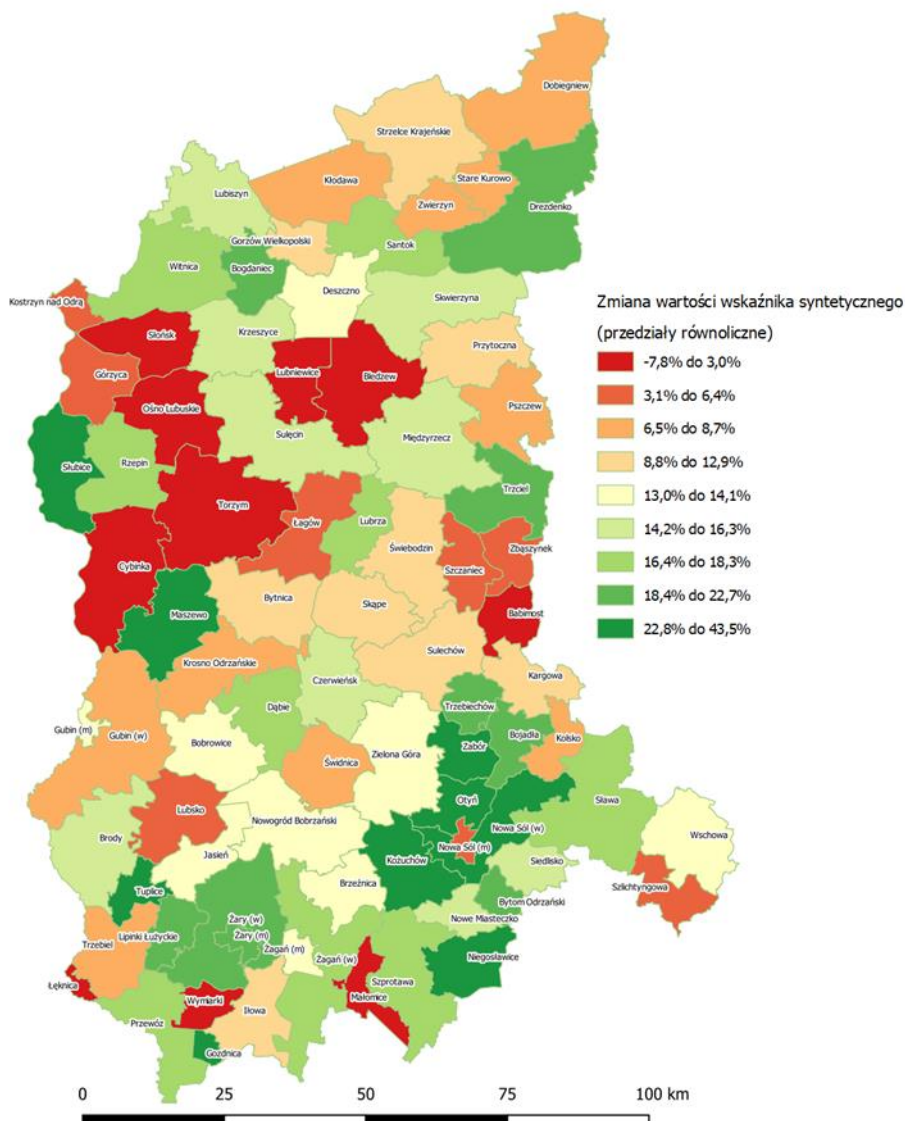 Dobiegniew
Strzelce Krajeńskie
Stare Kurowo
Kłodawa
Lubiszyn
Zwierzyn
Drezdenko
Gorzów Wielkopolski
Santok
Witnica
Bogdaniec
Deszczno
Skwierzyna
Kostrzyn nad Odrą
Słońsk
Krzeszyce
Przytoczna
Górzyca
Lubniewice
Bledzew
Ośno Lubuskie
Pszczew
Sulęcin
Międzyrzecz
Słubice
Rzepin
Trzciel
Torzym
Łagów
Lubrza
Świebodzin
Zbąszynek
Cybinka
Szczaniec
Babimost
Bytnica
Skąpe
Maszewo
Sulechów
Krosno Odrzańskie
Kargowa
Czerwieńsk
Dąbie
Trzebiechów
Gubin (m)
Gubin (w)
Bobrowice
Zielona Góra
Zabór
Bojadła
Kolsko
Świdnica
Otyń
Sława
Lubsko
Nowogród Bobrzański
Nowa Sól (w)
Wschowa
Brody
Jasień
Nowa Sól (m)
Kożuchów
Siedlisko
Tuplice
Brzeźnica
Szlichtyngowa
Bytom Odrzański
Żary (w)
Nowe Miasteczko
Trzebiel
Lipinki Łużyckie
Żary (m)
Żagań (m)
Żagań (w)
Niegosławice
Szprotawa
Łęknica
Wymiarki
Małomice
Iłowa
Przewóz
Gozdnica
Zmiana wartości wskaźnika syntetycznego
(przedziały równoliczne)
-7,8% do 3,0%
3,1% do 6,4%
6,5% do 8,7%
8,8% do 12,9%
13,0% do 14,1%
14,2% do 16,3%
16,4% do 18,3%
18,4% do 22,7%
22,8% do 43,5%
0 25 50 75 100 km